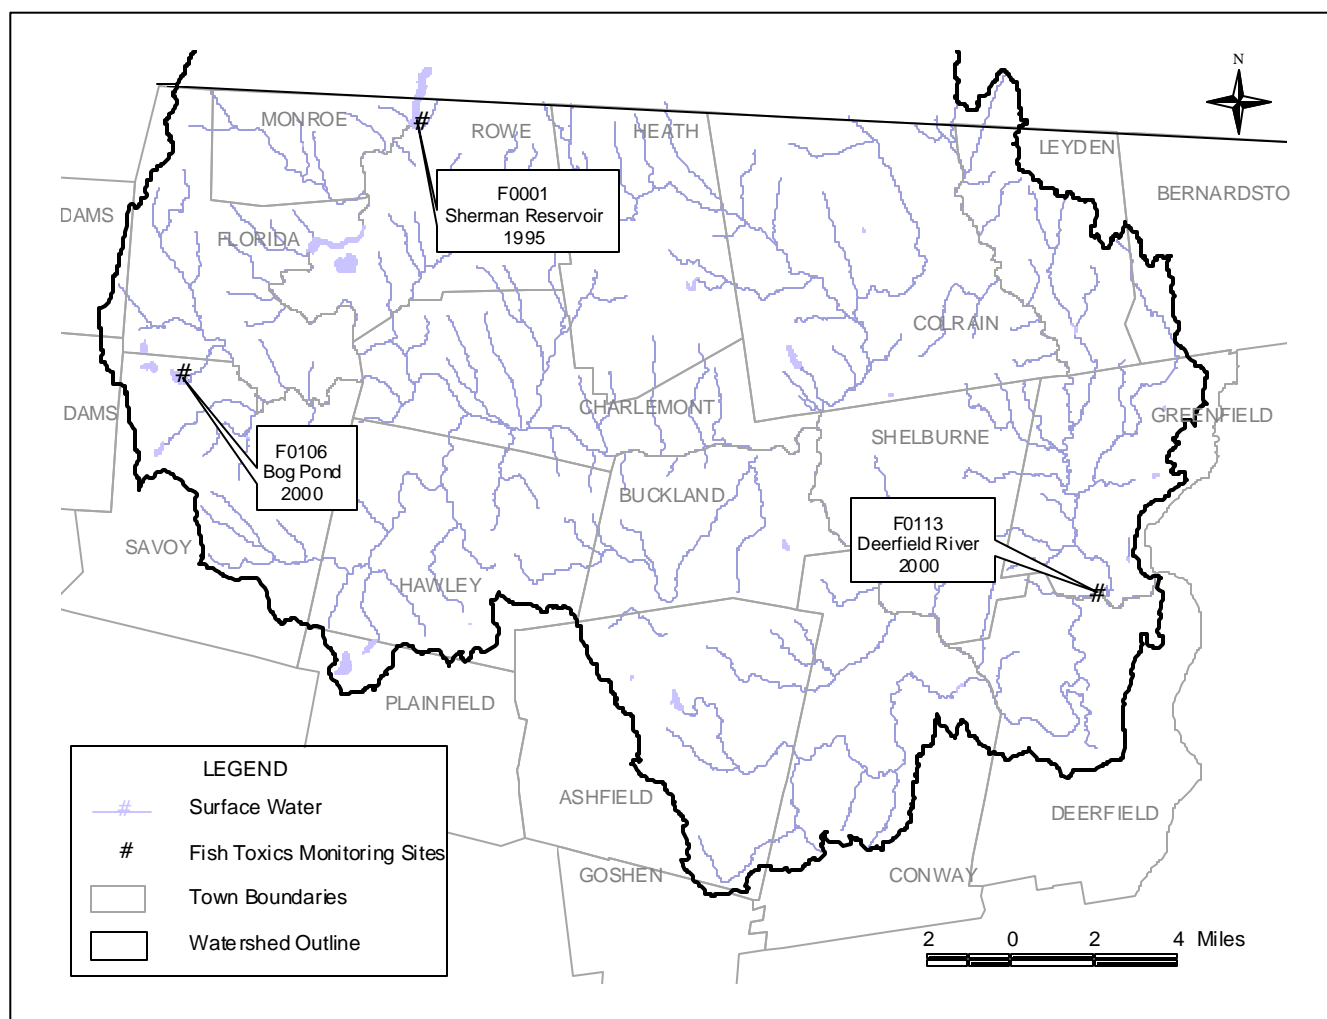 N
MONROE
ROWE
HEATH
LEYDEN
BERNARDSTO
DAMS
F0001
Sherman Reservoir
1995
FLORIDA
COLRAIN
DAMS
CHARLEMONT
GREENFIELD
SHELBURNE
F0106
Bog Pond
2000
BUCKLAND
F0113
Deerfield River
2000
SAVOY
HAWLEY
PLAINFIELD
LEGEND
# Surface Water
# Fish Toxics Monitoring Sites
Town Boundaries
Watershed Outline
ASHFIELD
DEERFIELD
GOSHEN
CONWAY
2 0 2 4 Miles